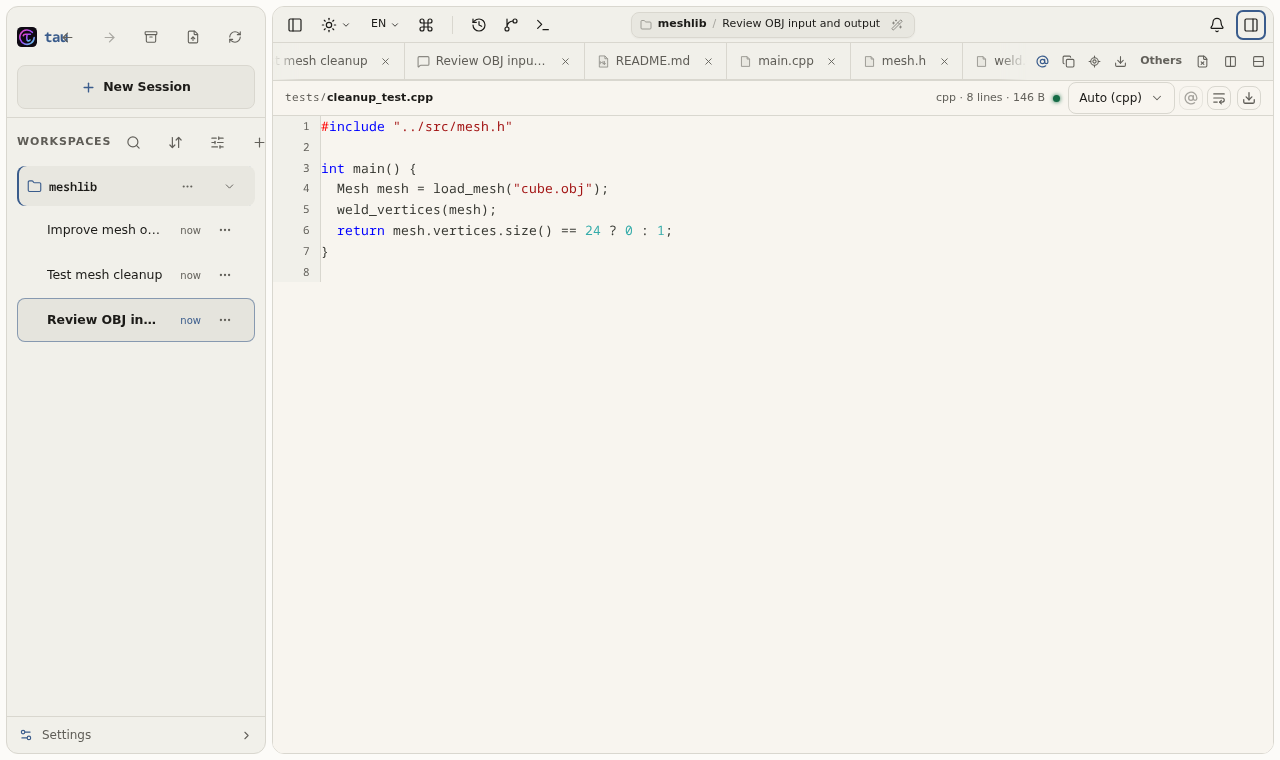 tau
New Session
WORKSPACES
meshlib
Improve mesh o... now
Test mesh cleanup now
Review OBJ in... now
Settings
EN
meshlib / Review OBJ input and output
mesh cleanup
Review OBJ inpu...
README.md
main.cpp
mesh.h
weld
Others
tests/cleanup_test.cpp
cpp · 8 lines · 146 B
Auto (cpp)
1 #include "../src/mesh.h"
2
3 int main() {
4 Mesh mesh = load_mesh("cube.obj");
5 weld_vertices(mesh);
6 return mesh.vertices.size() == 24 ? 0 : 1;
7 }
8